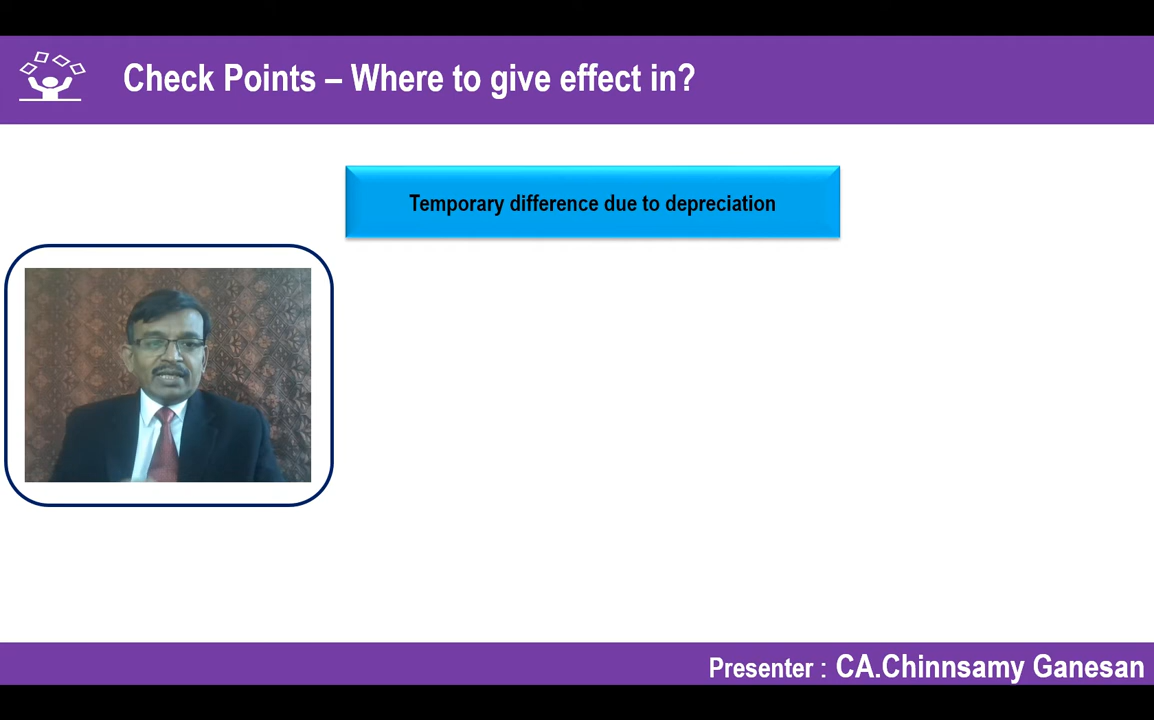 Check Points – Where to give effect in?
Temporary difference due to depreciation
Presenter : CA.Chinnsamy Ganesan